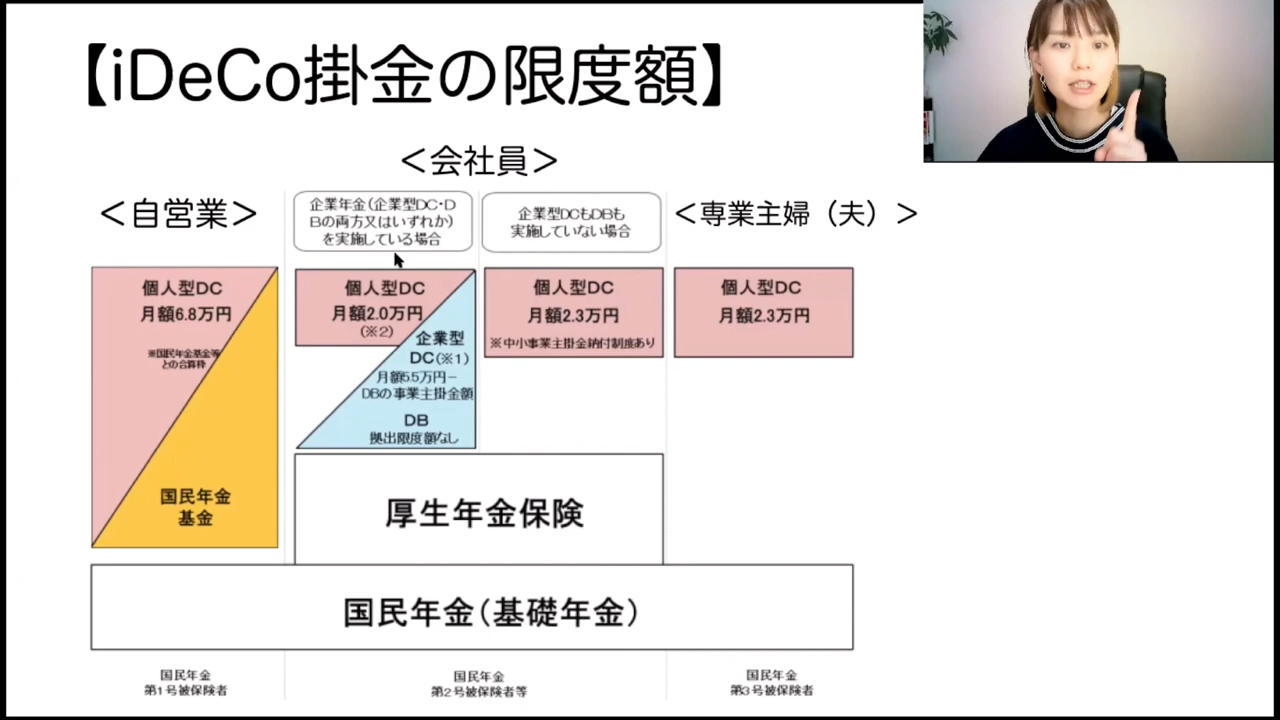 【iDeCo掛金の限度額】
＜会社員＞
＜自営業＞
企業年金(企業型DC・D
Bの両方又はいずれか)
を実施している場合
企業型DCもDBも
実施していない場合
＜専業主婦（夫）＞
個人型DC
月額6.8万円
※国民年金基金等
との合算枠
国民年金
基金
個人型DC
月額2.0万円
(※2)
企業型
DC(※1)
月額5.5万円－
DBの事業主掛金額
DB
拠出限度額なし
個人型DC
月額2.3万円
※中小事業主掛金納付制度あり
個人型DC
月額2.3万円
厚生年金保険
国民年金(基礎年金)
国民年金
第1号被保険者
国民年金
第2号被保険者等
国民年金
第3号被保険者